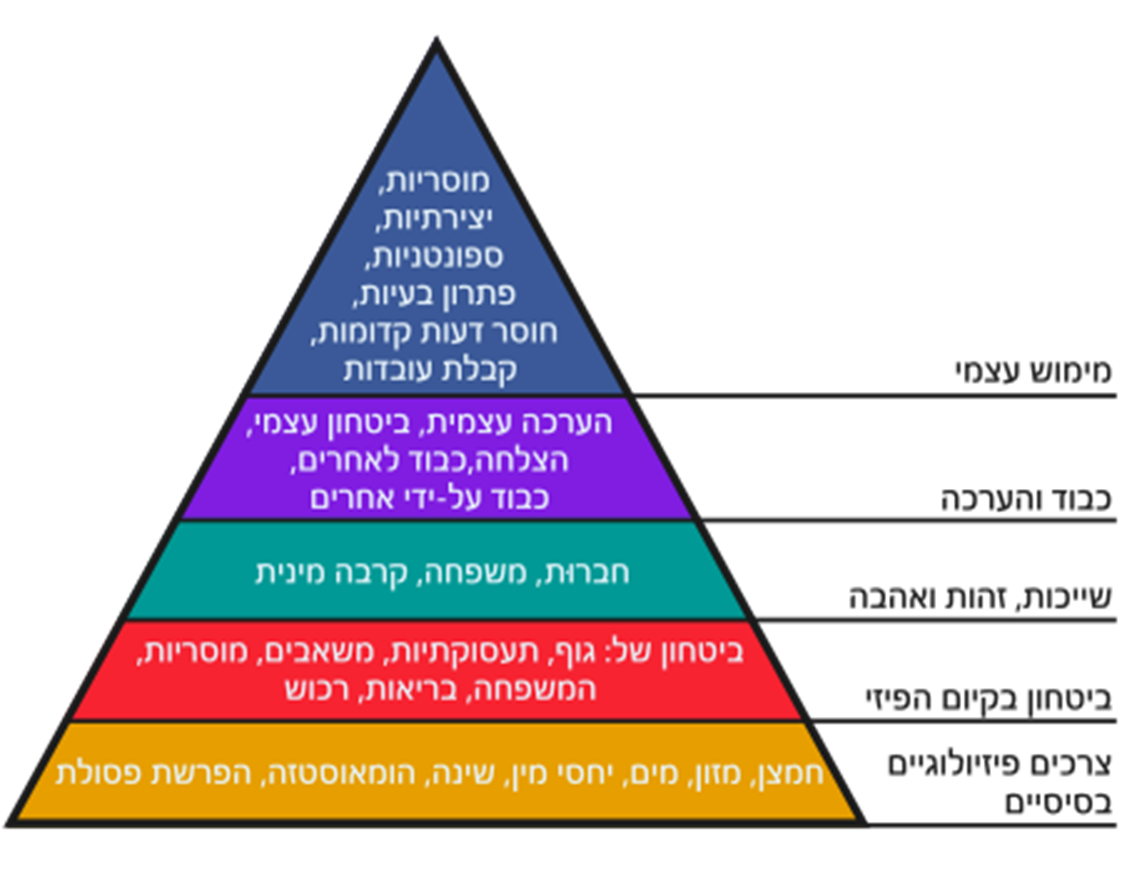 מוסריות,
יצירתיות,
ספונטניות,
פתרון בעיות,
חוסר דעות קדומות,
קבלת עובדות
מימוש עצמי
הערכה עצמית, ביטחון עצמי,
הצלחה,כבוד לאחרים,
כבוד על-ידי אחרים
כבוד והערכה
חברוּת, משפחה, קרבה מינית
שייכות, זהות ואהבה
ביטחון של: גוף, תעסוקתיות, משאבים, מוסריות,
המשפחה, בריאות, רכוש
ביטחון בקיום הפיזי
חמצן, מזון, מים, יחסי מין, שינה, הומאוסטזה, הפרשת פסולת
צרכים פיזיולוגיים
בסיסיים